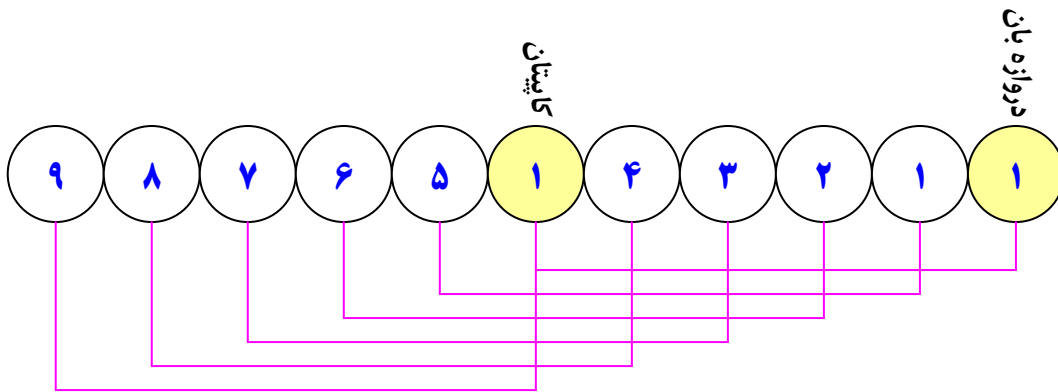 دروازه بان
کاپیتان
۱ ۱ ۲ ۳ ۴ ۱ ۵ ۶ ۷ ۸ ۹